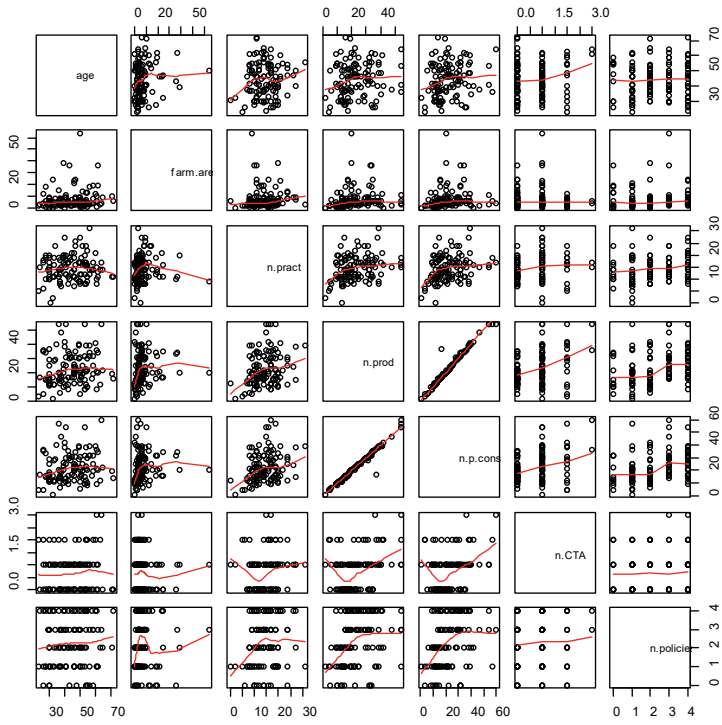 0 20 50
0 20 40
0.0 1.5 3.0
age
30 50 70
0 20 50
farm.are
n.pract
0 10 20 30
0 20 40
n.prod
n.p.cons
0 20 40 60
0.0 1.5 3.0
n.CTA
n.policie
0 1 2 3 4
30 50 70
0 10 20 30
0 20 40 60
0 1 2 3 4